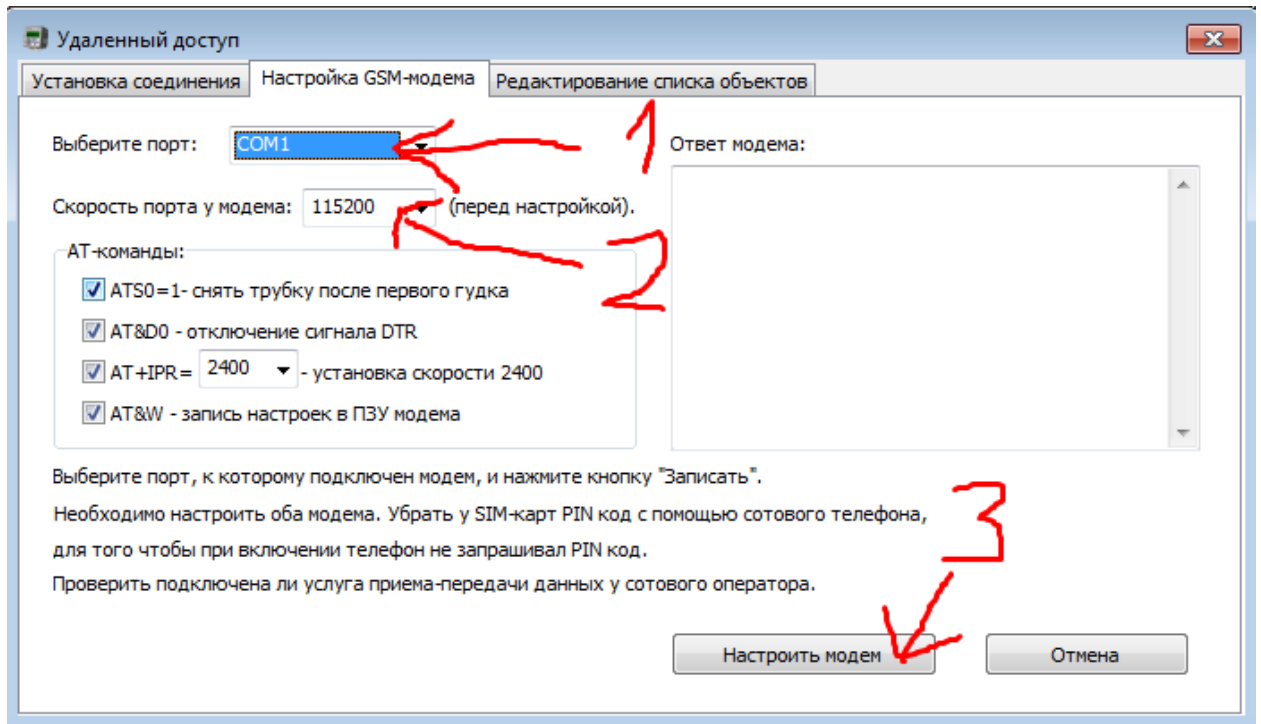 Удаленный доступ
Установка соединения Настройка GSM-модема Редактирование списка объектов
1
Выберите порт: COM1 Ответ модема:
Скорость порта у модема: 115200 (перед настройкой).
2
AT-команды:
ATS0=1- снять трубку после первого гудка
AT&D0 - отключение сигнала DTR
AT+IPR= 2400 - установка скорости 2400
AT&W - запись настроек в ПЗУ модема
Выберите порт, к которому подключен модем, и нажмите кнопку "Записать".
3
Необходимо настроить оба модема. Убрать у SIM-карт PIN код с помощью сотового телефона,
для того чтобы при включении телефон не запрашивал PIN код.
Проверить подключена ли услуга приема-передачи данных у сотового оператора.
Настроить модем Отмена